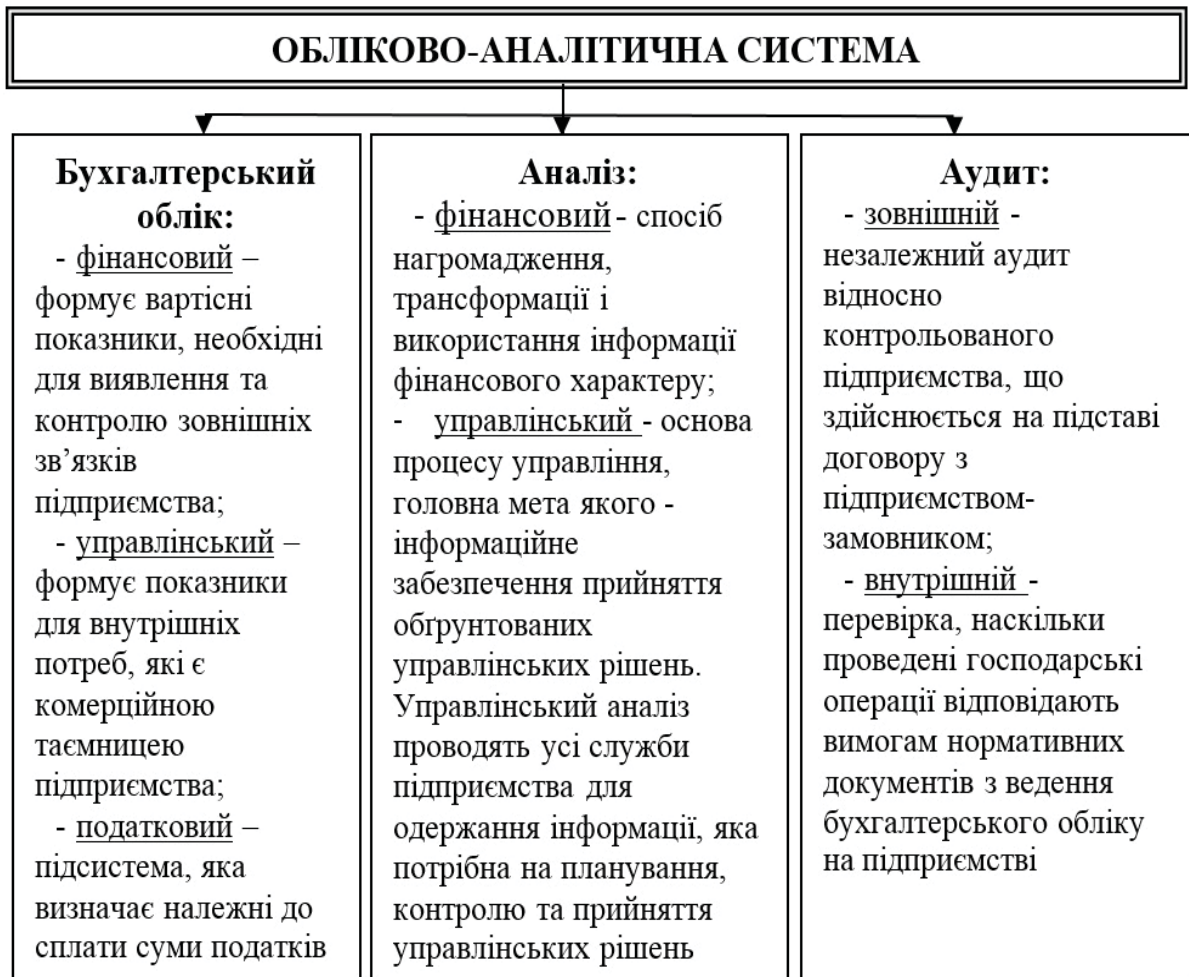 ОБЛІКОВО-АНАЛІТИЧНА СИСТЕМА
Бухгалтерський
облік:
- фінансовий –
формує вартісні
показники, необхідні
для виявлення та
контролю зовнішніх
зв’язків
підприємства;
- управлінський –
формує показники
для внутрішніх
потреб, які є
комерційною
таємницею
підприємства;
- податковий –
підсистема, яка
визначає належні до
сплати суми податків
Аналіз:
- фінансовий - спосіб
нагромадження,
трансформації і
використання інформації
фінансового характеру;
- управлінський - основа
процесу управління,
головна мета якого -
інформаційне
забезпечення прийняття
обґрунтованих
управлінських рішень.
Управлінський аналіз
проводять усі служби
підприємства для
одержання інформації, яка
потрібна на планування,
контролю та прийняття
управлінських рішень
Аудит:
- зовнішній -
незалежний аудит
відносно
контрольованого
підприємства, що
здійснюється на підставі
договору з
підприємством-
замовником;
- внутрішній -
перевірка, наскільки
проведені господарські
операції відповідають
вимогам нормативних
документів з ведення
бухгалтерського обліку
на підприємстві